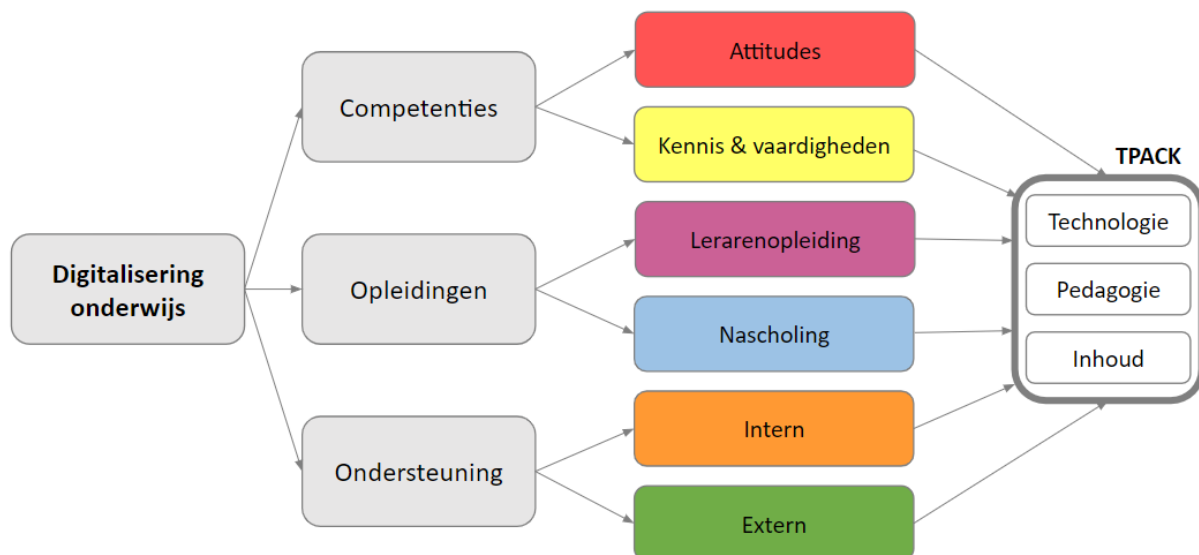 Digitalisering
onderwijs
Competenties
Opleidingen
Ondersteuning
Attitudes
Kennis & vaardigheden
Lerarenopleiding
Nascholing
Intern
Extern
TPACK
Technologie
Pedagogie
Inhoud